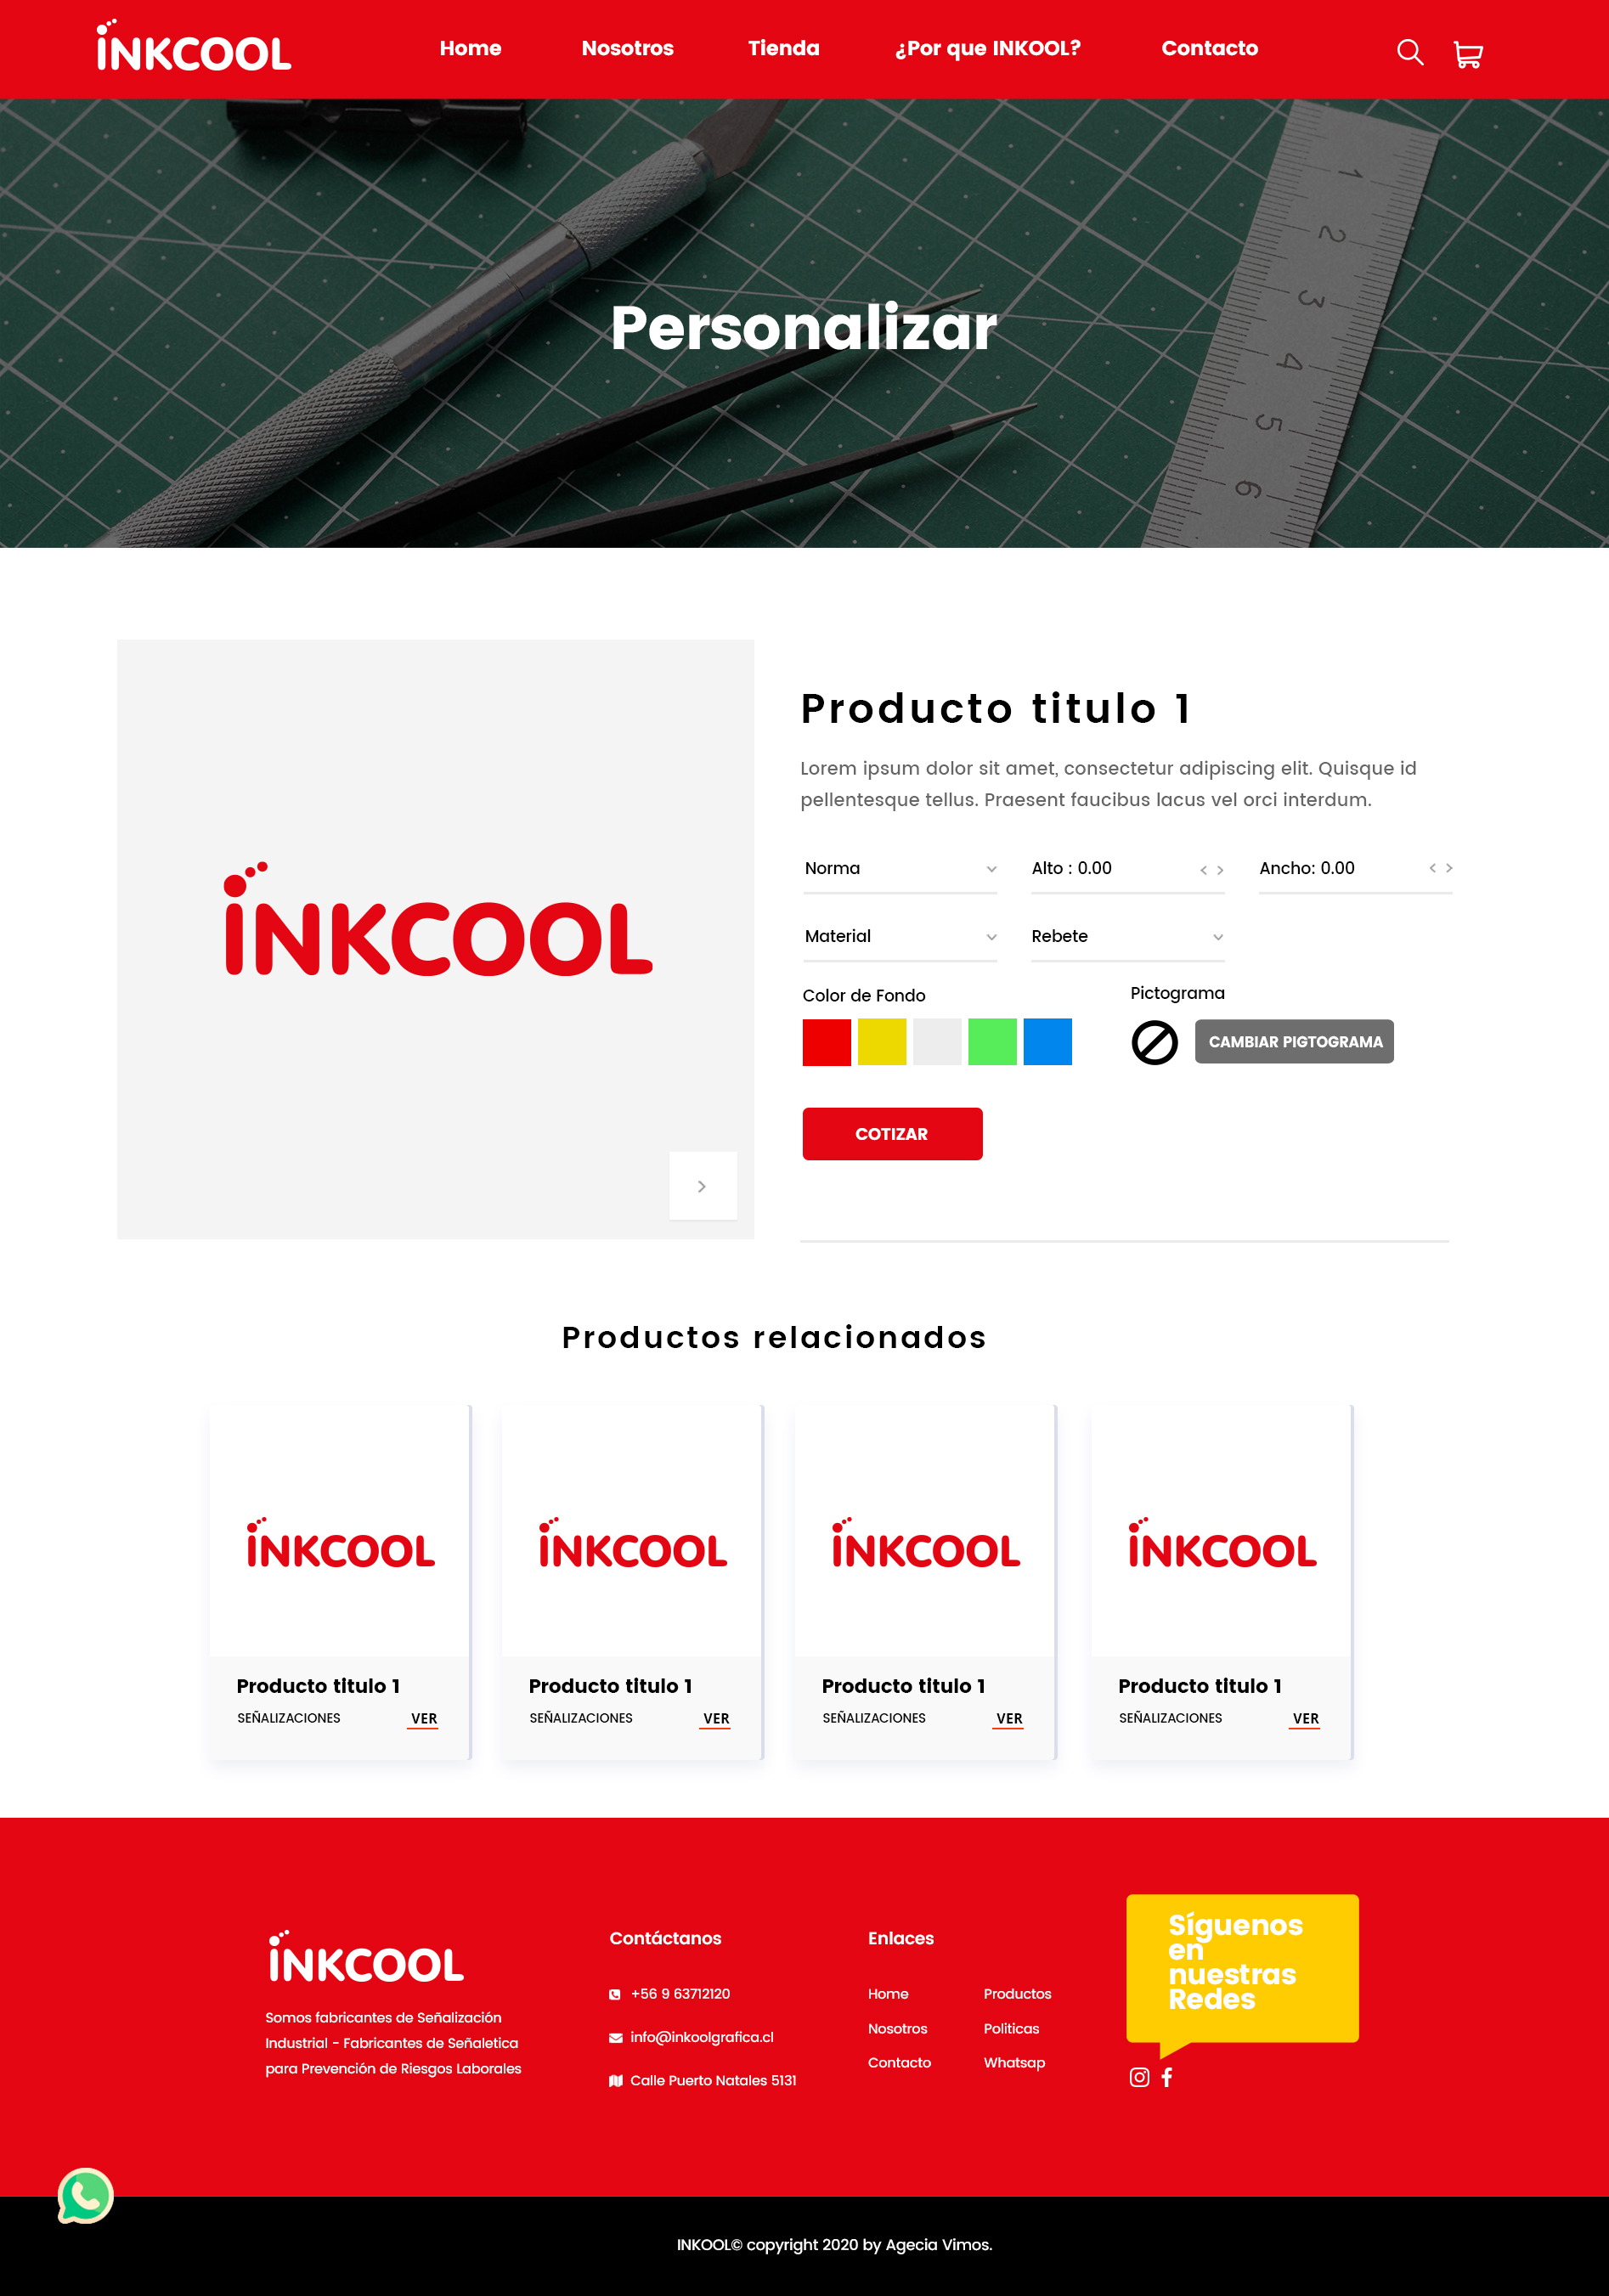 INKCOOL
Home Nosotros Tienda ¿Por que INKOOL? Contacto
1
2
3
4
5
6
Personalizar
INKCOOL
Producto titulo 1
Lorem ipsum dolor sit amet, consectetur adipiscing elit. Quisque id
pellentesque tellus. Praesent faucibus lacus vel orci interdum.
Norma Alto : 0.00 Ancho: 0.00
Material Rebete
Color de Fondo Pictograma
CAMBIAR PIGTOGRAMA
COTIZAR
Productos relacionados
INKCOOL INKCOOL INKCOOL INKCOOL
Producto titulo 1 Producto titulo 1 Producto titulo 1 Producto titulo 1
SEÑALIZACIONES VER SEÑALIZACIONES VER SEÑALIZACIONES VER SEÑALIZACIONES VER
INKCOOL
Somos fabricantes de Señalización
Industrial - Fabricantes de Señaletica
para Prevención de Riesgos Laborales
Contáctanos
+56 9 63712120
info@inkoolgrafica.cl
Calle Puerto Natales 5131
Enlaces
Home Productos
Nosotros Politicas
Contacto Whatsap
Síguenos
en
nuestras
Redes
INKOOL© copyright 2020 by Agecia Vimos.